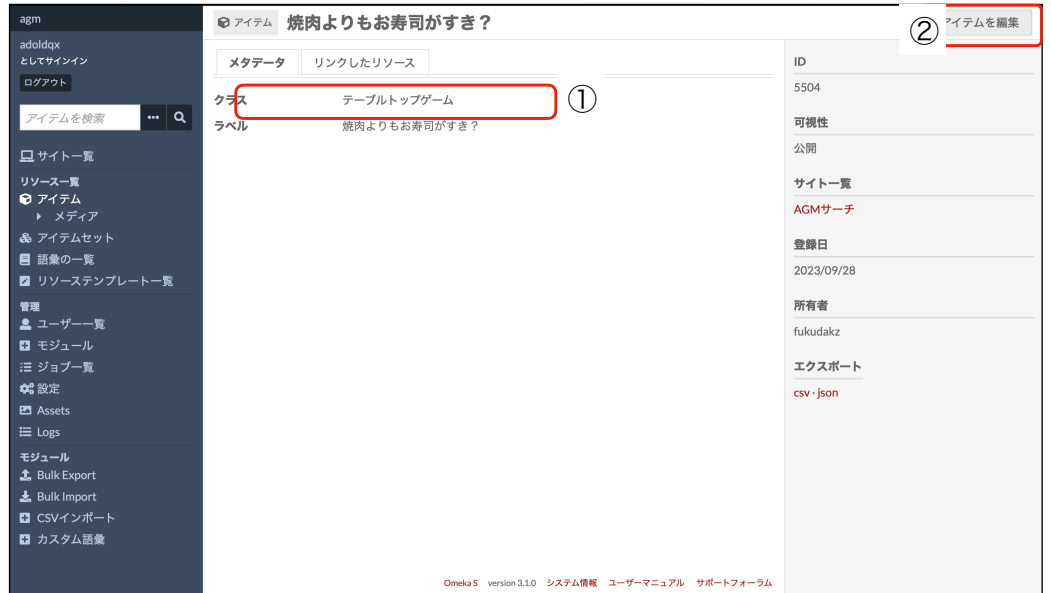 agm
adoldqx
としてサインイン
ログアウト
アイテムを検索
サイト一覧
リソース一覧
アイテム
メディア
アイテムセット
語彙の一覧
リソーステンプレート一覧
管理
ユーザー一覧
モジュール
ジョブ一覧
設定
Assets
Logs
モジュール
Bulk Export
Bulk Import
CSVインポート
カスタム語彙
アイテム 焼肉よりもお寿司がすき？
② アイテムを編集
メタデータ リンクしたリソース
クラス テーブルトップゲーム ①
ラベル 焼肉よりもお寿司がすき？
ID
5504
可視性
公開
サイト一覧
AGMサーチ
登録日
2023/09/28
所有者
fukudakz
エクスポート
csv · json
Omeka S version 3.1.0 システム情報 ユーザーマニュアル サポートフォーラム